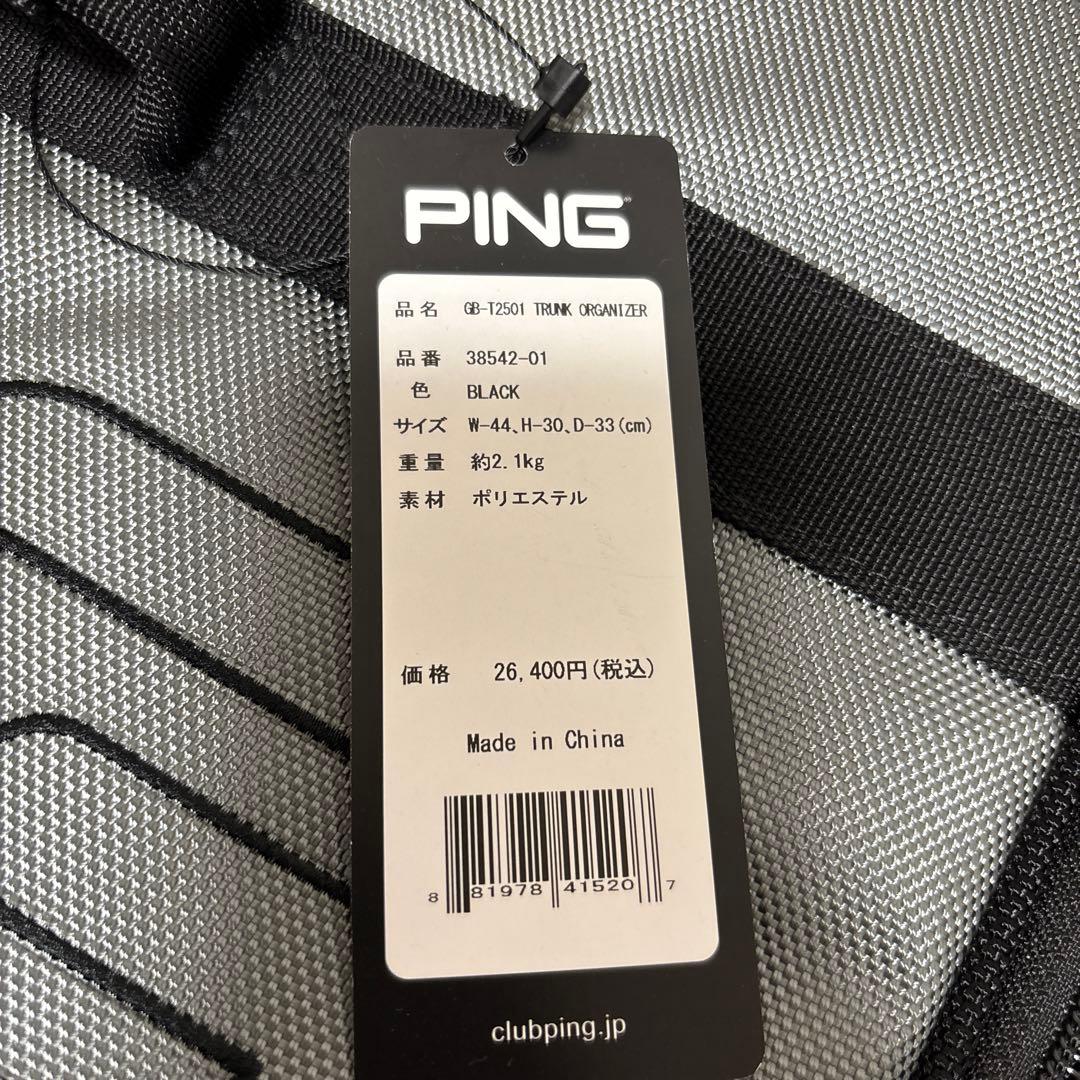 PING
品名 GB-T2501 TRUNK ORGANIZER
品番 38542-01
色 BLACK
サイズ W-44、H-30、D-33(cm)
重量 約2.1kg
素材 ポリエステル
価格 26,400円(税込)
Made in China
8 81978 41520 7
clubping.jp